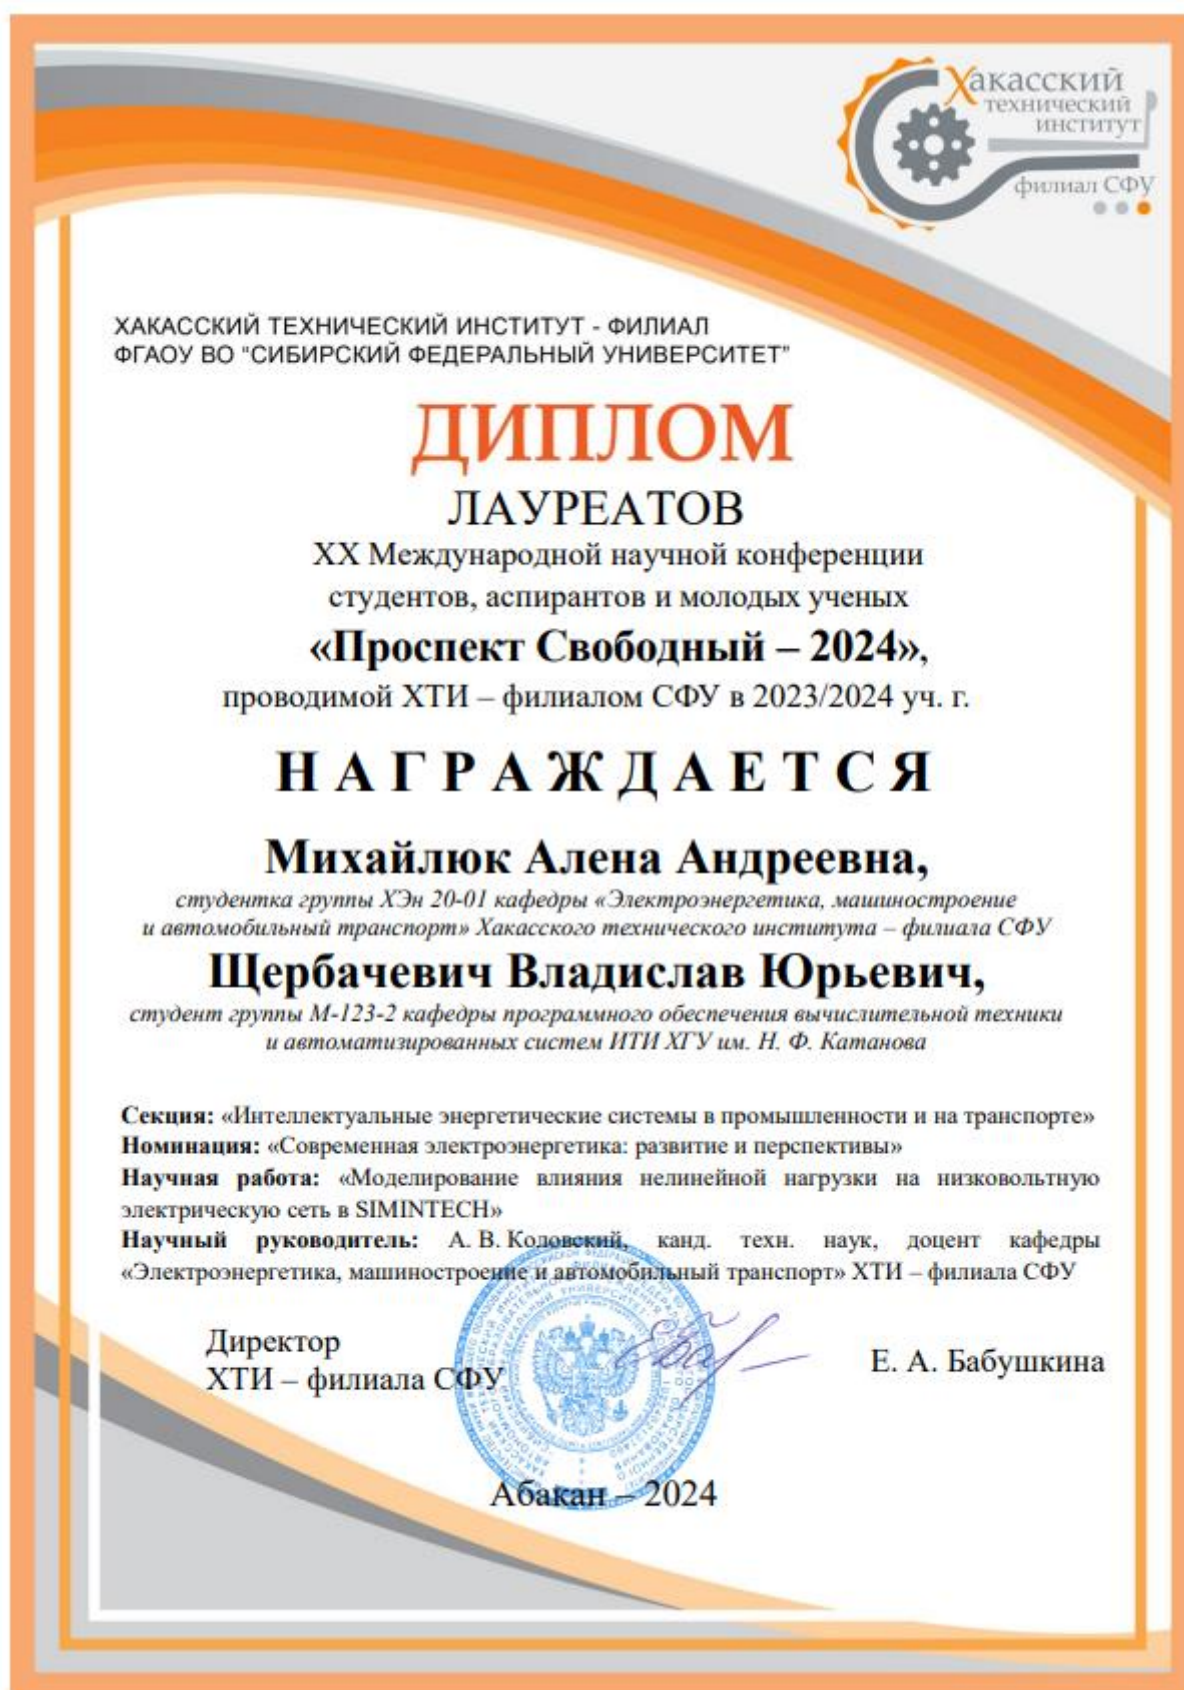 Хакасский
технический
институт
филиал СФУ
ХАКАССКИЙ ТЕХНИЧЕСКИЙ ИНСТИТУТ - ФИЛИАЛ
ФГАОУ ВО "СИБИРСКИЙ ФЕДЕРАЛЬНЫЙ УНИВЕРСИТЕТ"
ДИПЛОМ
ЛАУРЕАТОВ
XX Международной научной конференции
студентов, аспирантов и молодых ученых
«Проспект Свободный – 2024»,
проводимой ХТИ – филиалом СФУ в 2023/2024 уч. г.
Н А Г Р А Ж Д А Е Т С Я
Михайлюк Алена Андреевна,
студентка группы ХЭн 20-01 кафедры «Электроэнергетика, машиностроение
и автомобильный транспорт» Хакасского технического института – филиала СФУ
Щербачевич Владислав Юрьевич,
студент группы М-123-2 кафедры программного обеспечения вычислительной техники
и автоматизированных систем ИТИ ХГУ им. Н. Ф. Катанова
Секция: «Интеллектуальные энергетические системы в промышленности и на транспорте»
Номинация: «Современная электроэнергетика: развитие и перспективы»
Научная работа: «Моделирование влияния нелинейной нагрузки на низковольтную
электрическую сеть в SIMINTECH»
Научный руководитель: А. В. Коловский, канд. техн. наук, доцент кафедры
«Электроэнергетика, машиностроение и автомобильный транспорт» ХТИ – филиала СФУ
Директор
ХТИ – филиала СФУ
Е. А. Бабушкина
Абакан – 2024